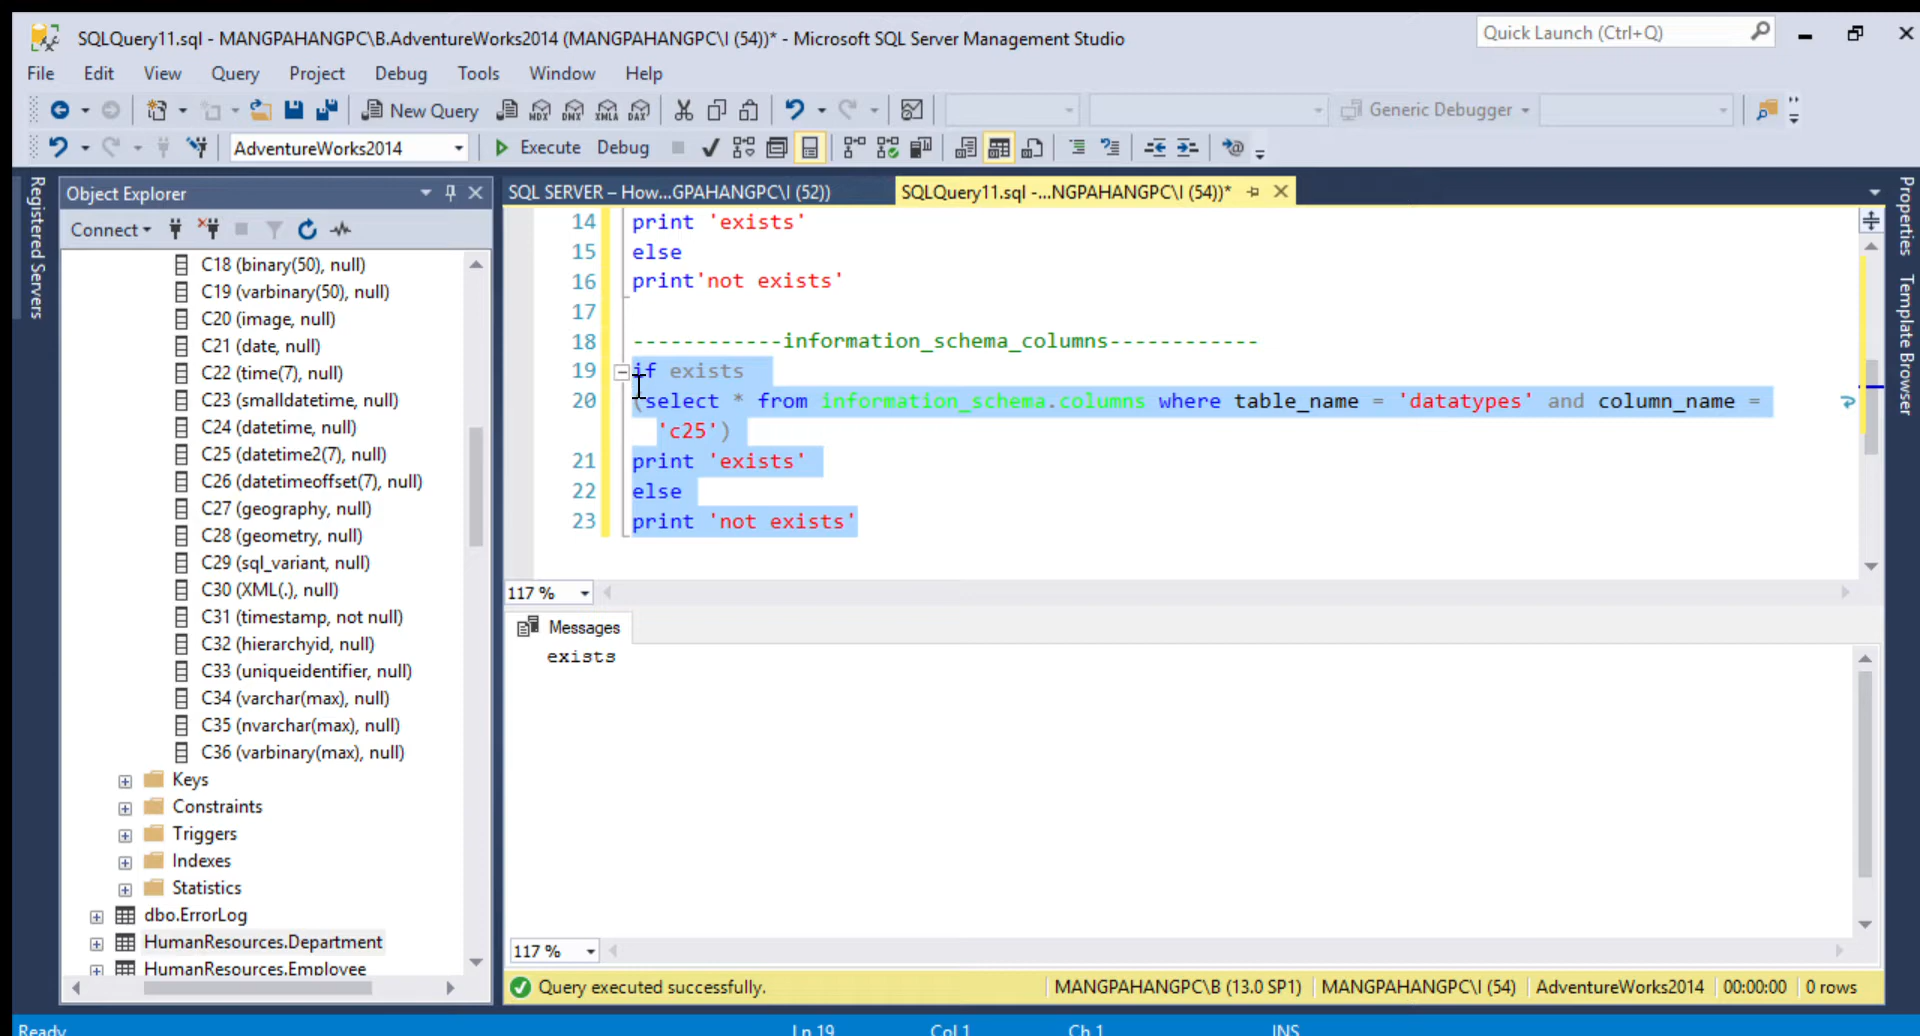 SQLQuery11.sql - MANGPAHANGPC\B.AdventureWorks2014 (MANGPAHANGPC\I (54))* - Microsoft SQL Server Management Studio
Quick Launch (Ctrl+Q)
File Edit View Query Project Debug Tools Window Help
New Query
MDX DMX XMLA DAX
Generic Debugger
AdventureWorks2014
Execute Debug
Registered Servers
Object Explorer
SQL SERVER – How...GPAHANGPC\I (52))
SQLQuery11.sql -...NGPAHANGPC\I (54))*
Properties
Template Browser
Connect
C18 (binary(50), null)
C19 (varbinary(50), null)
C20 (image, null)
C21 (date, null)
C22 (time(7), null)
C23 (smalldatetime, null)
C24 (datetime, null)
C25 (datetime2(7), null)
C26 (datetimeoffset(7), null)
C27 (geography, null)
C28 (geometry, null)
C29 (sql_variant, null)
C30 (XML(.), null)
C31 (timestamp, not null)
C32 (hierarchyid, null)
C33 (uniqueidentifier, null)
C34 (varchar(max), null)
C35 (nvarchar(max), null)
C36 (varbinary(max), null)
Keys
Constraints
Triggers
Indexes
Statistics
dbo.ErrorLog
HumanResources.Department
HumanResources.Employee
14 print 'exists'
15 else
16 print'not exists'
17
18 ------------information_schema_columns------------
19 if exists
20 (select * from information_schema.columns where table_name = 'datatypes' and column_name =
'c25')
21 print 'exists'
22 else
23 print 'not exists'
117 %
Messages
exists
117 %
Query executed successfully.
MANGPAHANGPC\B (13.0 SP1) MANGPAHANGPC\I (54) AdventureWorks2014 00:00:00 0 rows
Ready Ln 19 Col 1 Ch 1 INS